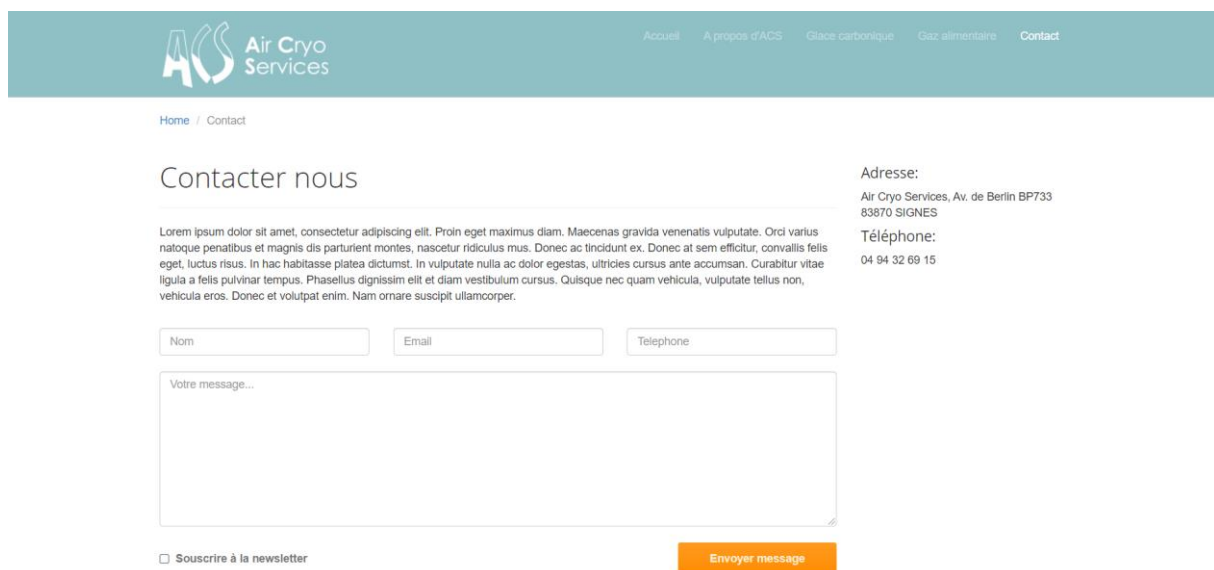 ACS Air Cryo
Services
Accueil A propos d'ACS Glace carbonique Gaz alimentaire Contact
Home / Contact
Contacter nous
Lorem ipsum dolor sit amet, consectetur adipiscing elit. Proin eget maximus diam. Maecenas gravida venenatis vulputate. Orci varius
natoque penatibus et magnis dis parturient montes, nascetur ridiculus mus. Donec ac tincidunt ex. Donec at sem efficitur, convallis felis
eget, luctus risus. In hac habitasse platea dictumst. In vulputate nulla ac dolor egestas, ultricies cursus ante accumsan. Curabitur vitae
ligula a felis pulvinar tempus. Phasellus dignissim elit et diam vestibulum cursus. Quisque nec quam vehicula, vulputate tellus non,
vehicula eros. Donec et volutpat enim. Nam ornare suscipit ullamcorper.
Nom Email Telephone
Votre message...
Souscrire à la newsletter Envoyer message
Adresse:
Air Cryo Services, Av. de Berlin BP733
83870 SIGNES
Téléphone:
04 94 32 69 15